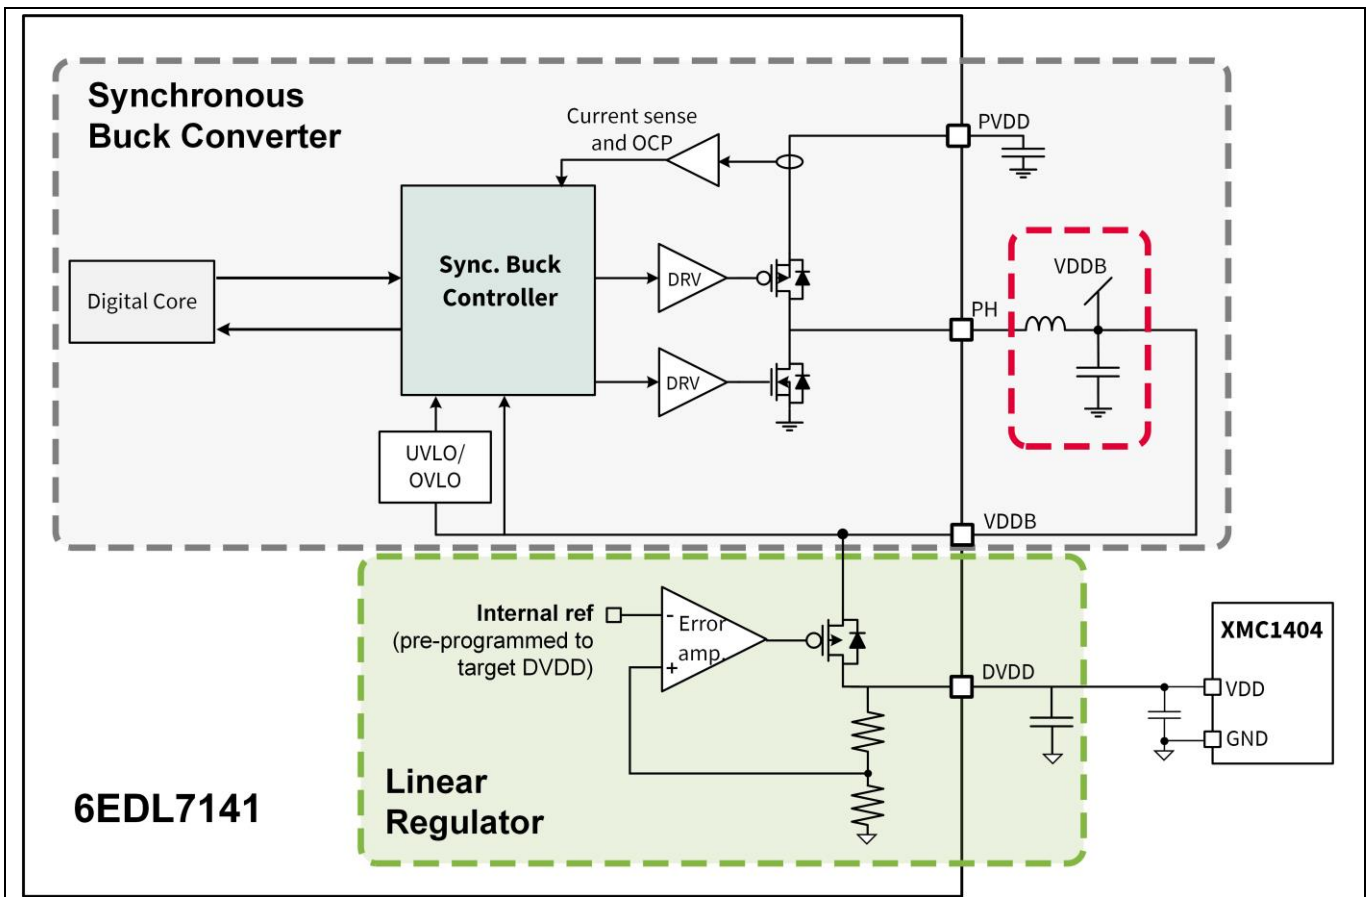 Synchronous
Buck Converter
Current sense
and OCP
PVDD
Digital Core
Sync. Buck
Controller
DRV
VDDB
PH
DRV
UVLO/
OVLO
VDDB
Internal ref
(pre-programmed to
target DVDD)
-
Error
amp.
+
XMC1404
DVDD
VDD
GND
Linear
Regulator
6EDL7141